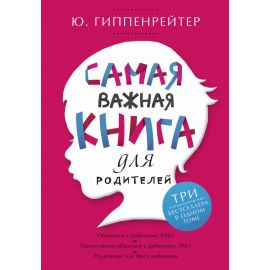 Ю. ГИППЕНРЕЙТЕР
САМАЯ
ВАЖНАЯ
КНИГА
для
РОДИТЕЛЕЙ
ТРИ
БЕСТСЕЛЛЕРА
В ОДНОМ
ТОМЕ
Общаться с ребенком. КАК?
Продолжаем общаться с ребенком. ТАК?
Родителям: как быть ребенком